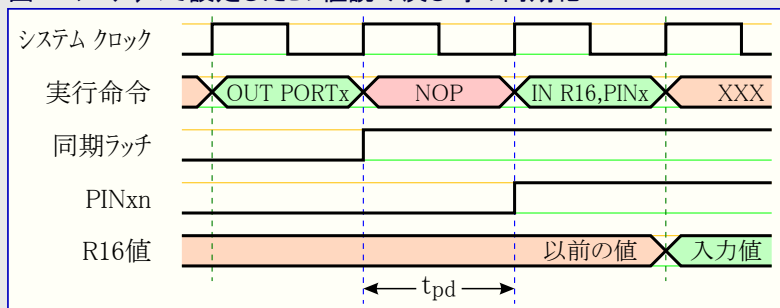 システム クロック
実行命令 OUT PORTx NOP IN R16,PINx XXX
同期ラッチ
PINxn
R16値 以前の値 入力値
tpd